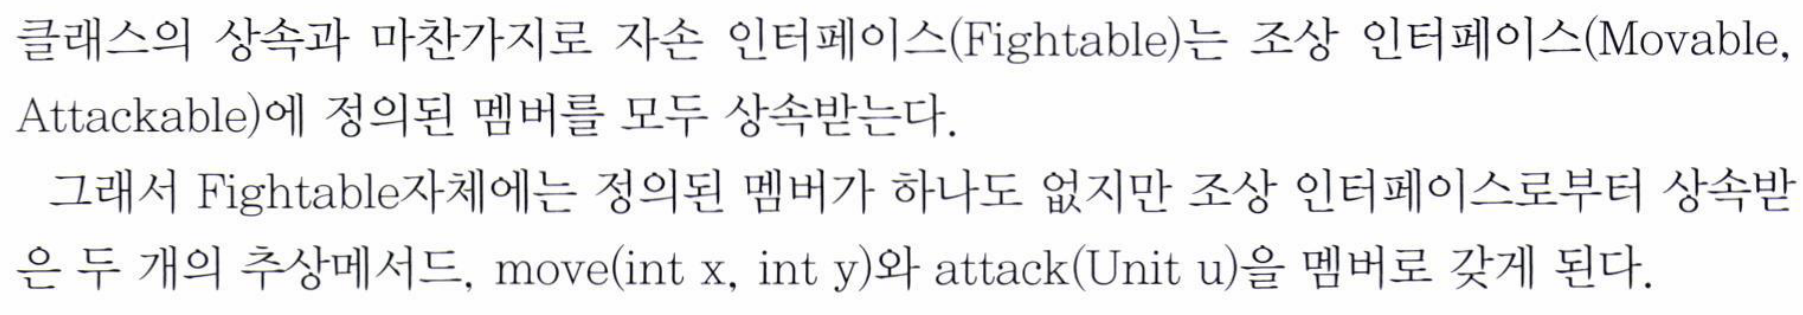 클래스의 상속과 마찬가지로 자손 인터페이스(Fightable)는 조상 인터페이스(Movable,
Attackable)에 정의된 멤버를 모두 상속받는다.
그래서 Fightable자체에는 정의된 멤버가 하나도 없지만 조상 인터페이스로부터 상속받
은 두 개의 추상메서드, move(int x, int y)와 attack(Unit u)을 멤버로 갖게 된다.